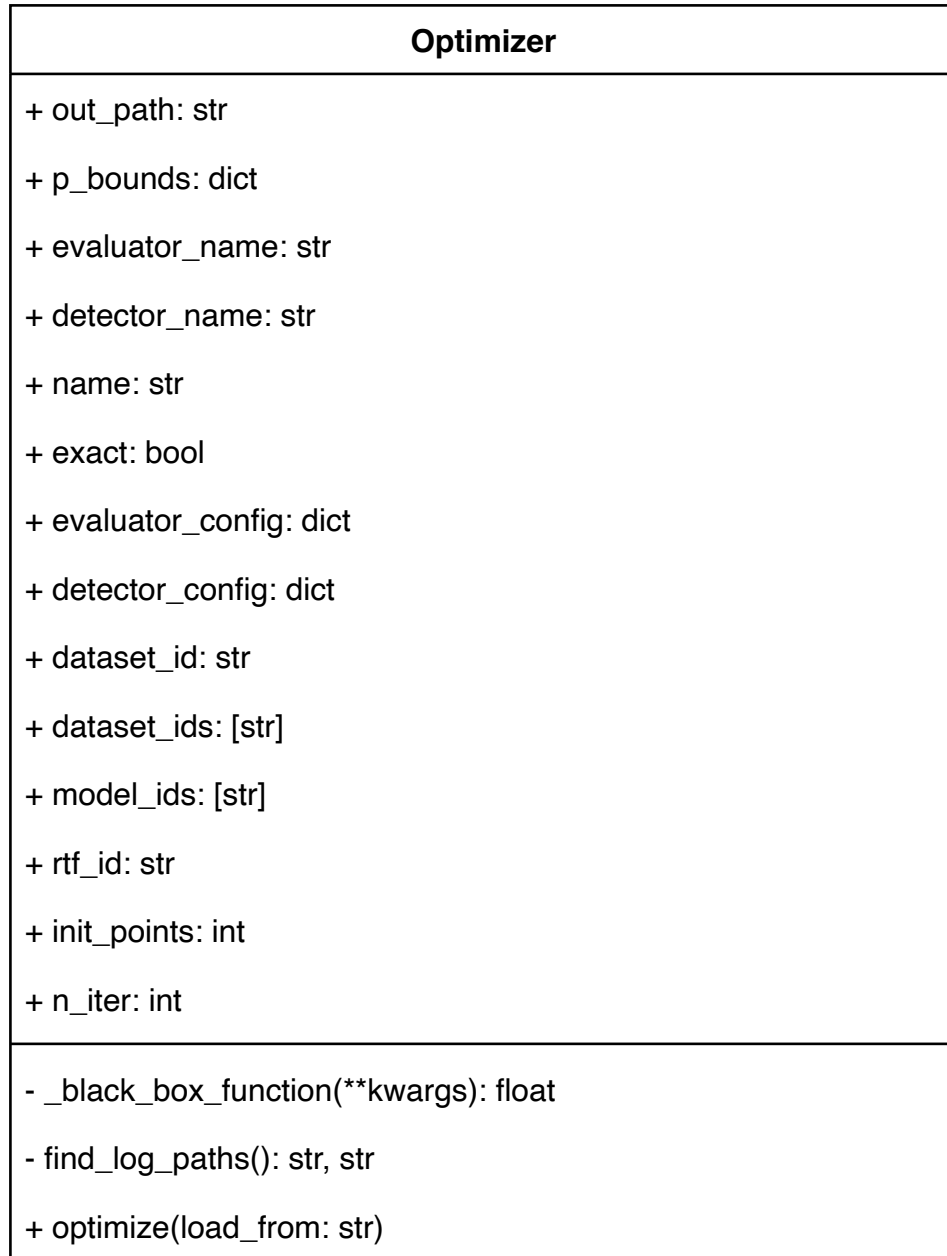 Optimizer
+ out_path: str
+ p_bounds: dict
+ evaluator_name: str
+ detector_name: str
+ name: str
+ exact: bool
+ evaluator_config: dict
+ detector_config: dict
+ dataset_id: str
+ dataset_ids: [str]
+ model_ids: [str]
+ rtf_id: str
+ init_points: int
+ n_iter: int
- _black_box_function(**kwargs): float
- find_log_paths(): str, str
+ optimize(load_from: str)